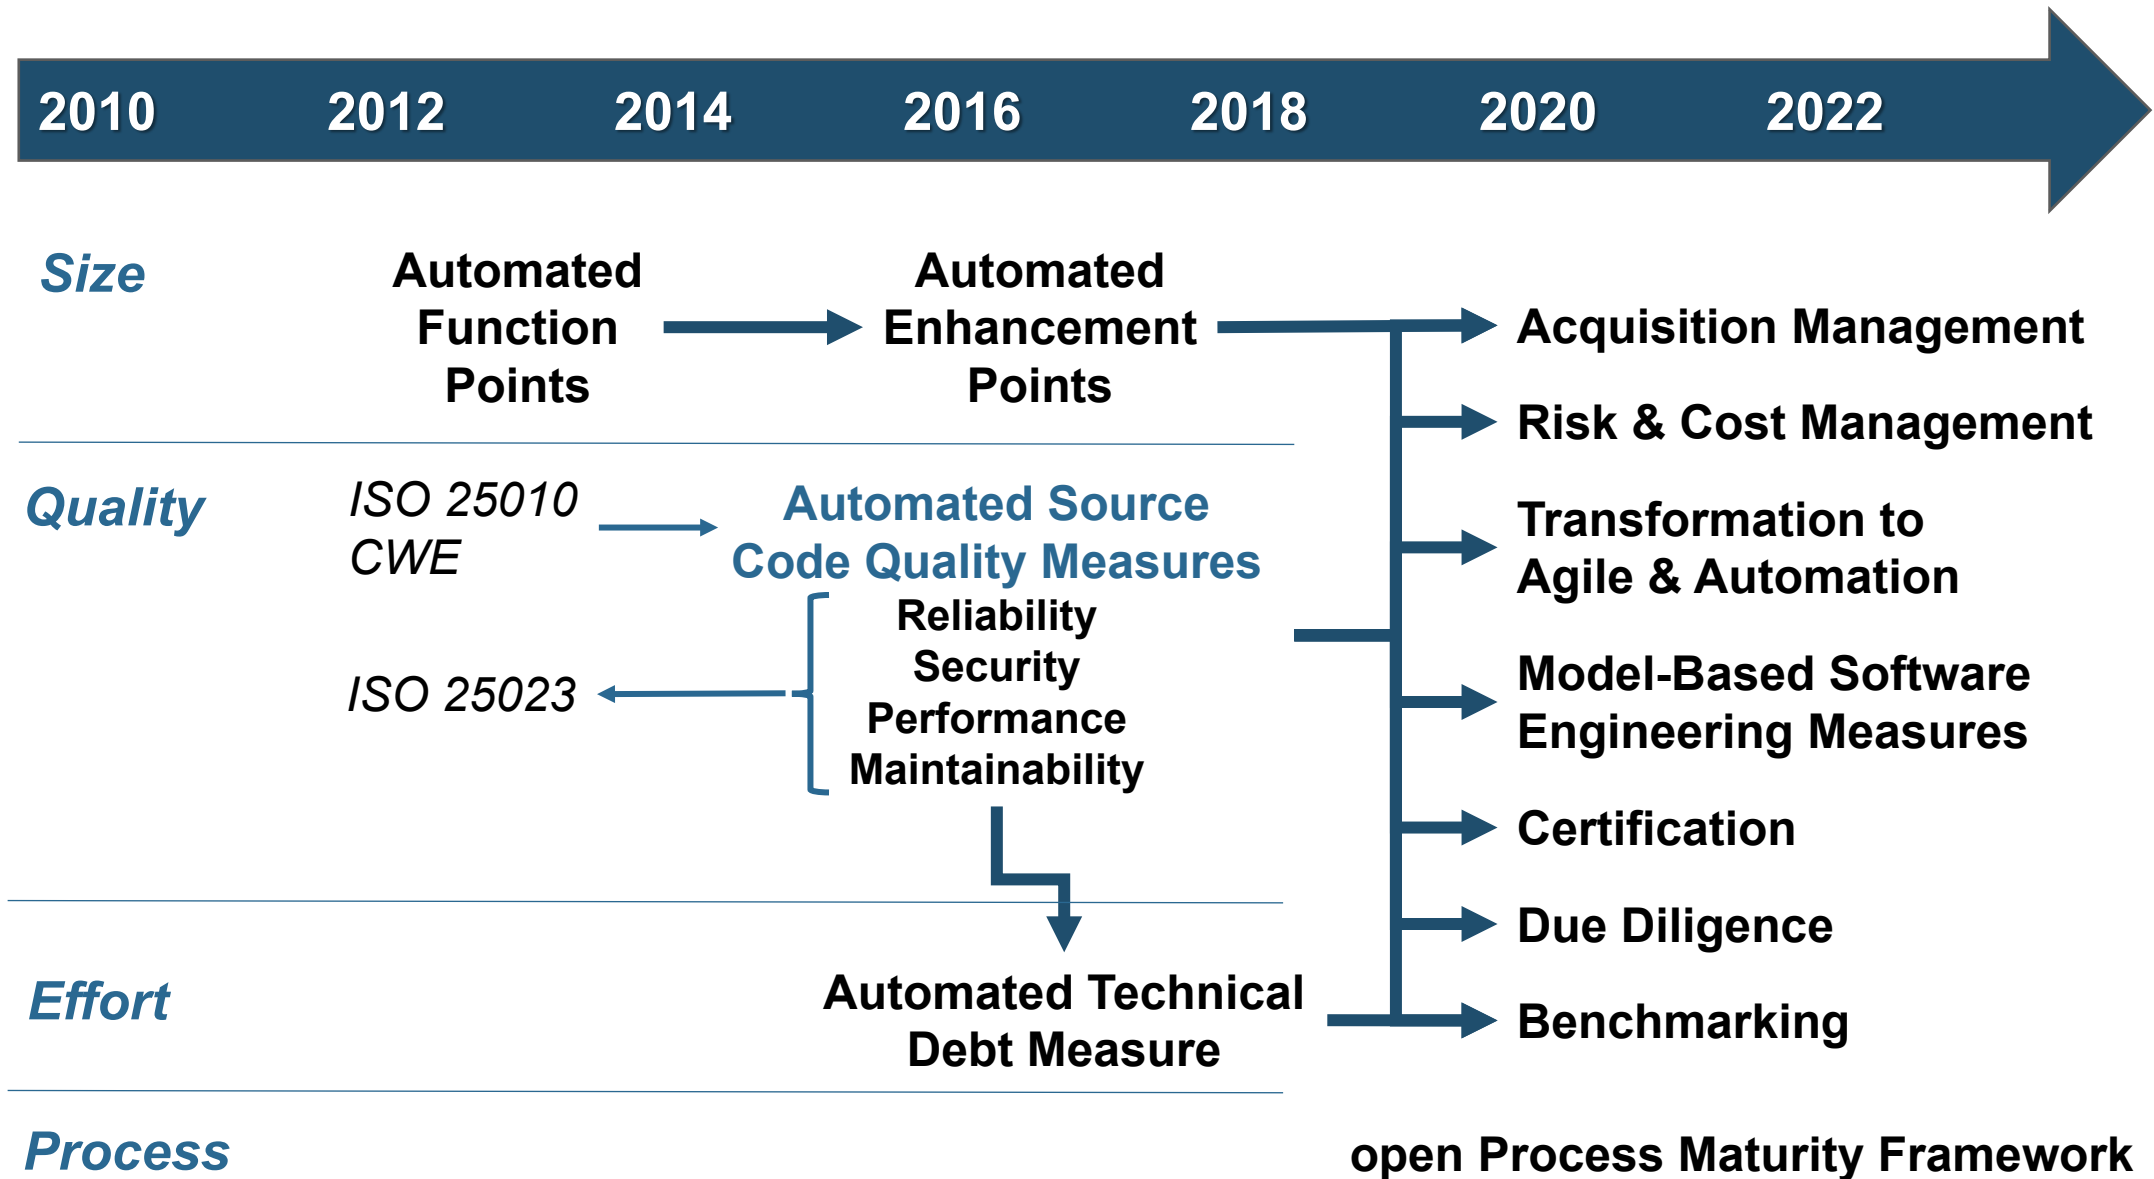 2010 2012 2014 2016 2018 2020 2022
Size
Automated
Function
Points
Automated
Enhancement
Points
Quality
ISO 25010
CWE
Automated Source
Code Quality Measures
Reliability
Security
Performance
Maintainability
ISO 25023
Effort
Automated Technical
Debt Measure
Acquisition Management
Risk & Cost Management
Transformation to
Agile & Automation
Model-Based Software
Engineering Measures
Certification
Due Diligence
Benchmarking
Process
open Process Maturity Framework